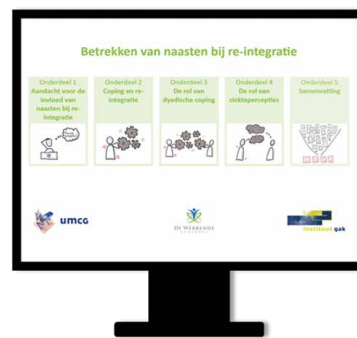 Betrekken van naasten bij re-integratie
Onderdeel 1
Aandacht voor de
invloed van
naasten bij re-
integratie
Onderdeel 2
Coping en re-
integratie
Onderdeel 3
De rol van
dyadische coping
Onderdeel 4
De rol van
ziektepercepties
Onderdeel 5
Samenvatting
umcg
DE WERKENDE
instituut gak